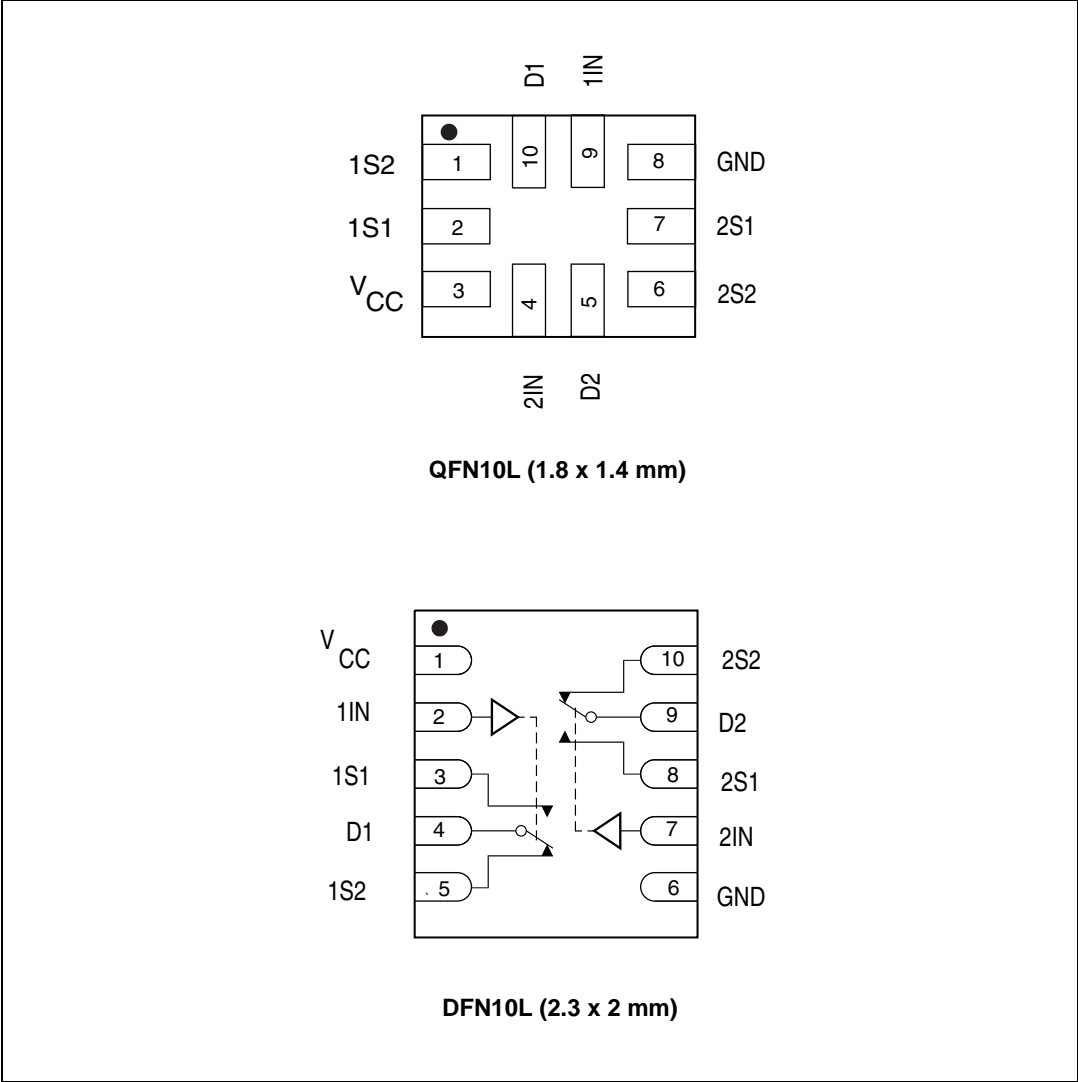 D1 1IN
10 9
1S2 1 8 GND
1S1 2 7 2S1
VCC 3 6 2S2
4 5
2IN D2
QFN10L (1.8 x 1.4 mm)
VCC 1 10 2S2
1IN 2 9 D2
1S1 3 8 2S1
D1 4 7 2IN
1S2 5 6 GND
DFN10L (2.3 x 2 mm)